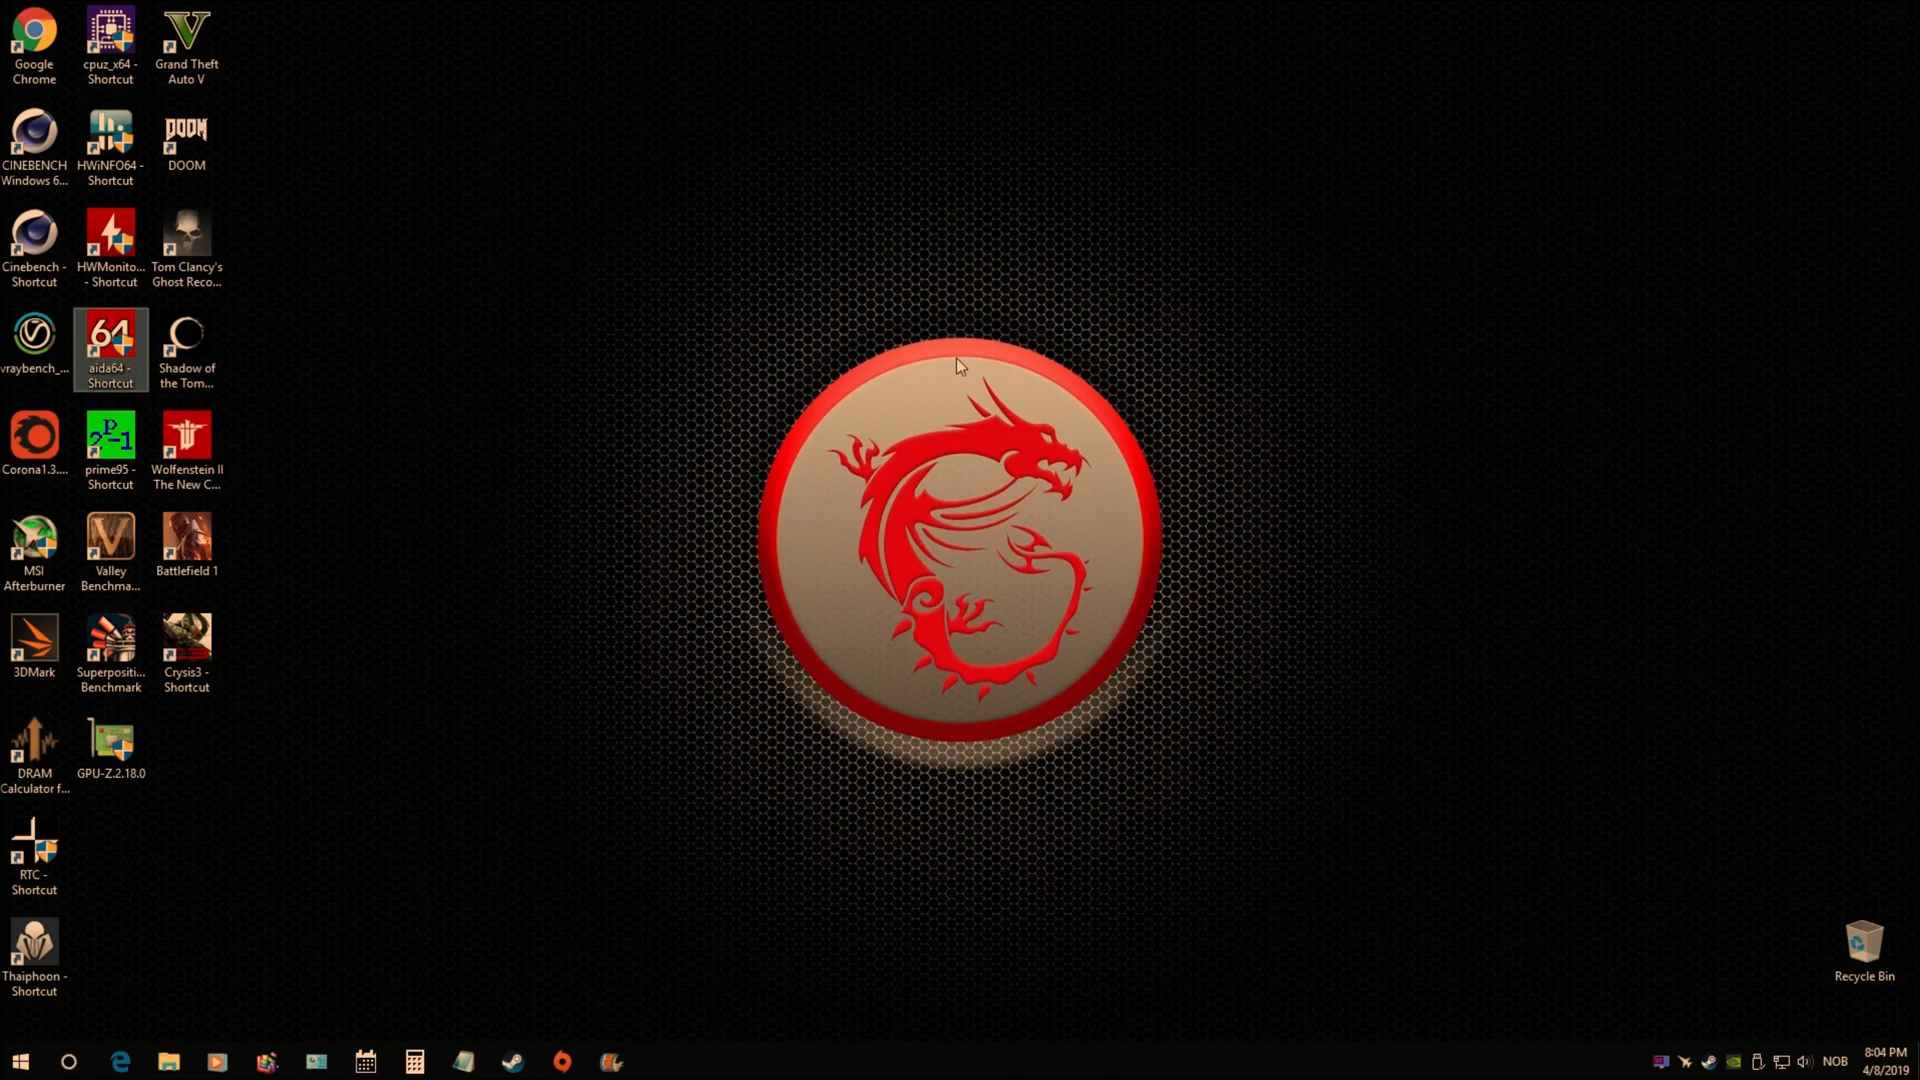 Google
Chrome
cpuz_x64 -
Shortcut
Grand Theft
Auto V
CINEBENCH
Windows 6...
HWiNFO64 -
Shortcut
DOOM
DOOM
Cinebench -
Shortcut
HWMonito...
- Shortcut
Tom Clancy's
Ghost Reco...
vraybench_...
64
aida64 -
Shortcut
Shadow of
the Tom...
Corona1.3....
2P-1
prime95 -
Shortcut
Wolfenstein II
The New C...
MSI
Afterburner
Valley
Benchma...
Battlefield 1
3DMark
Superpositi...
Benchmark
Crysis3 -
Shortcut
DRAM
Calculator f...
GPU-Z.2.18.0
RTC -
Shortcut
Thaiphoon -
Shortcut
Recycle Bin
NOB
8:04 PM
4/8/2019